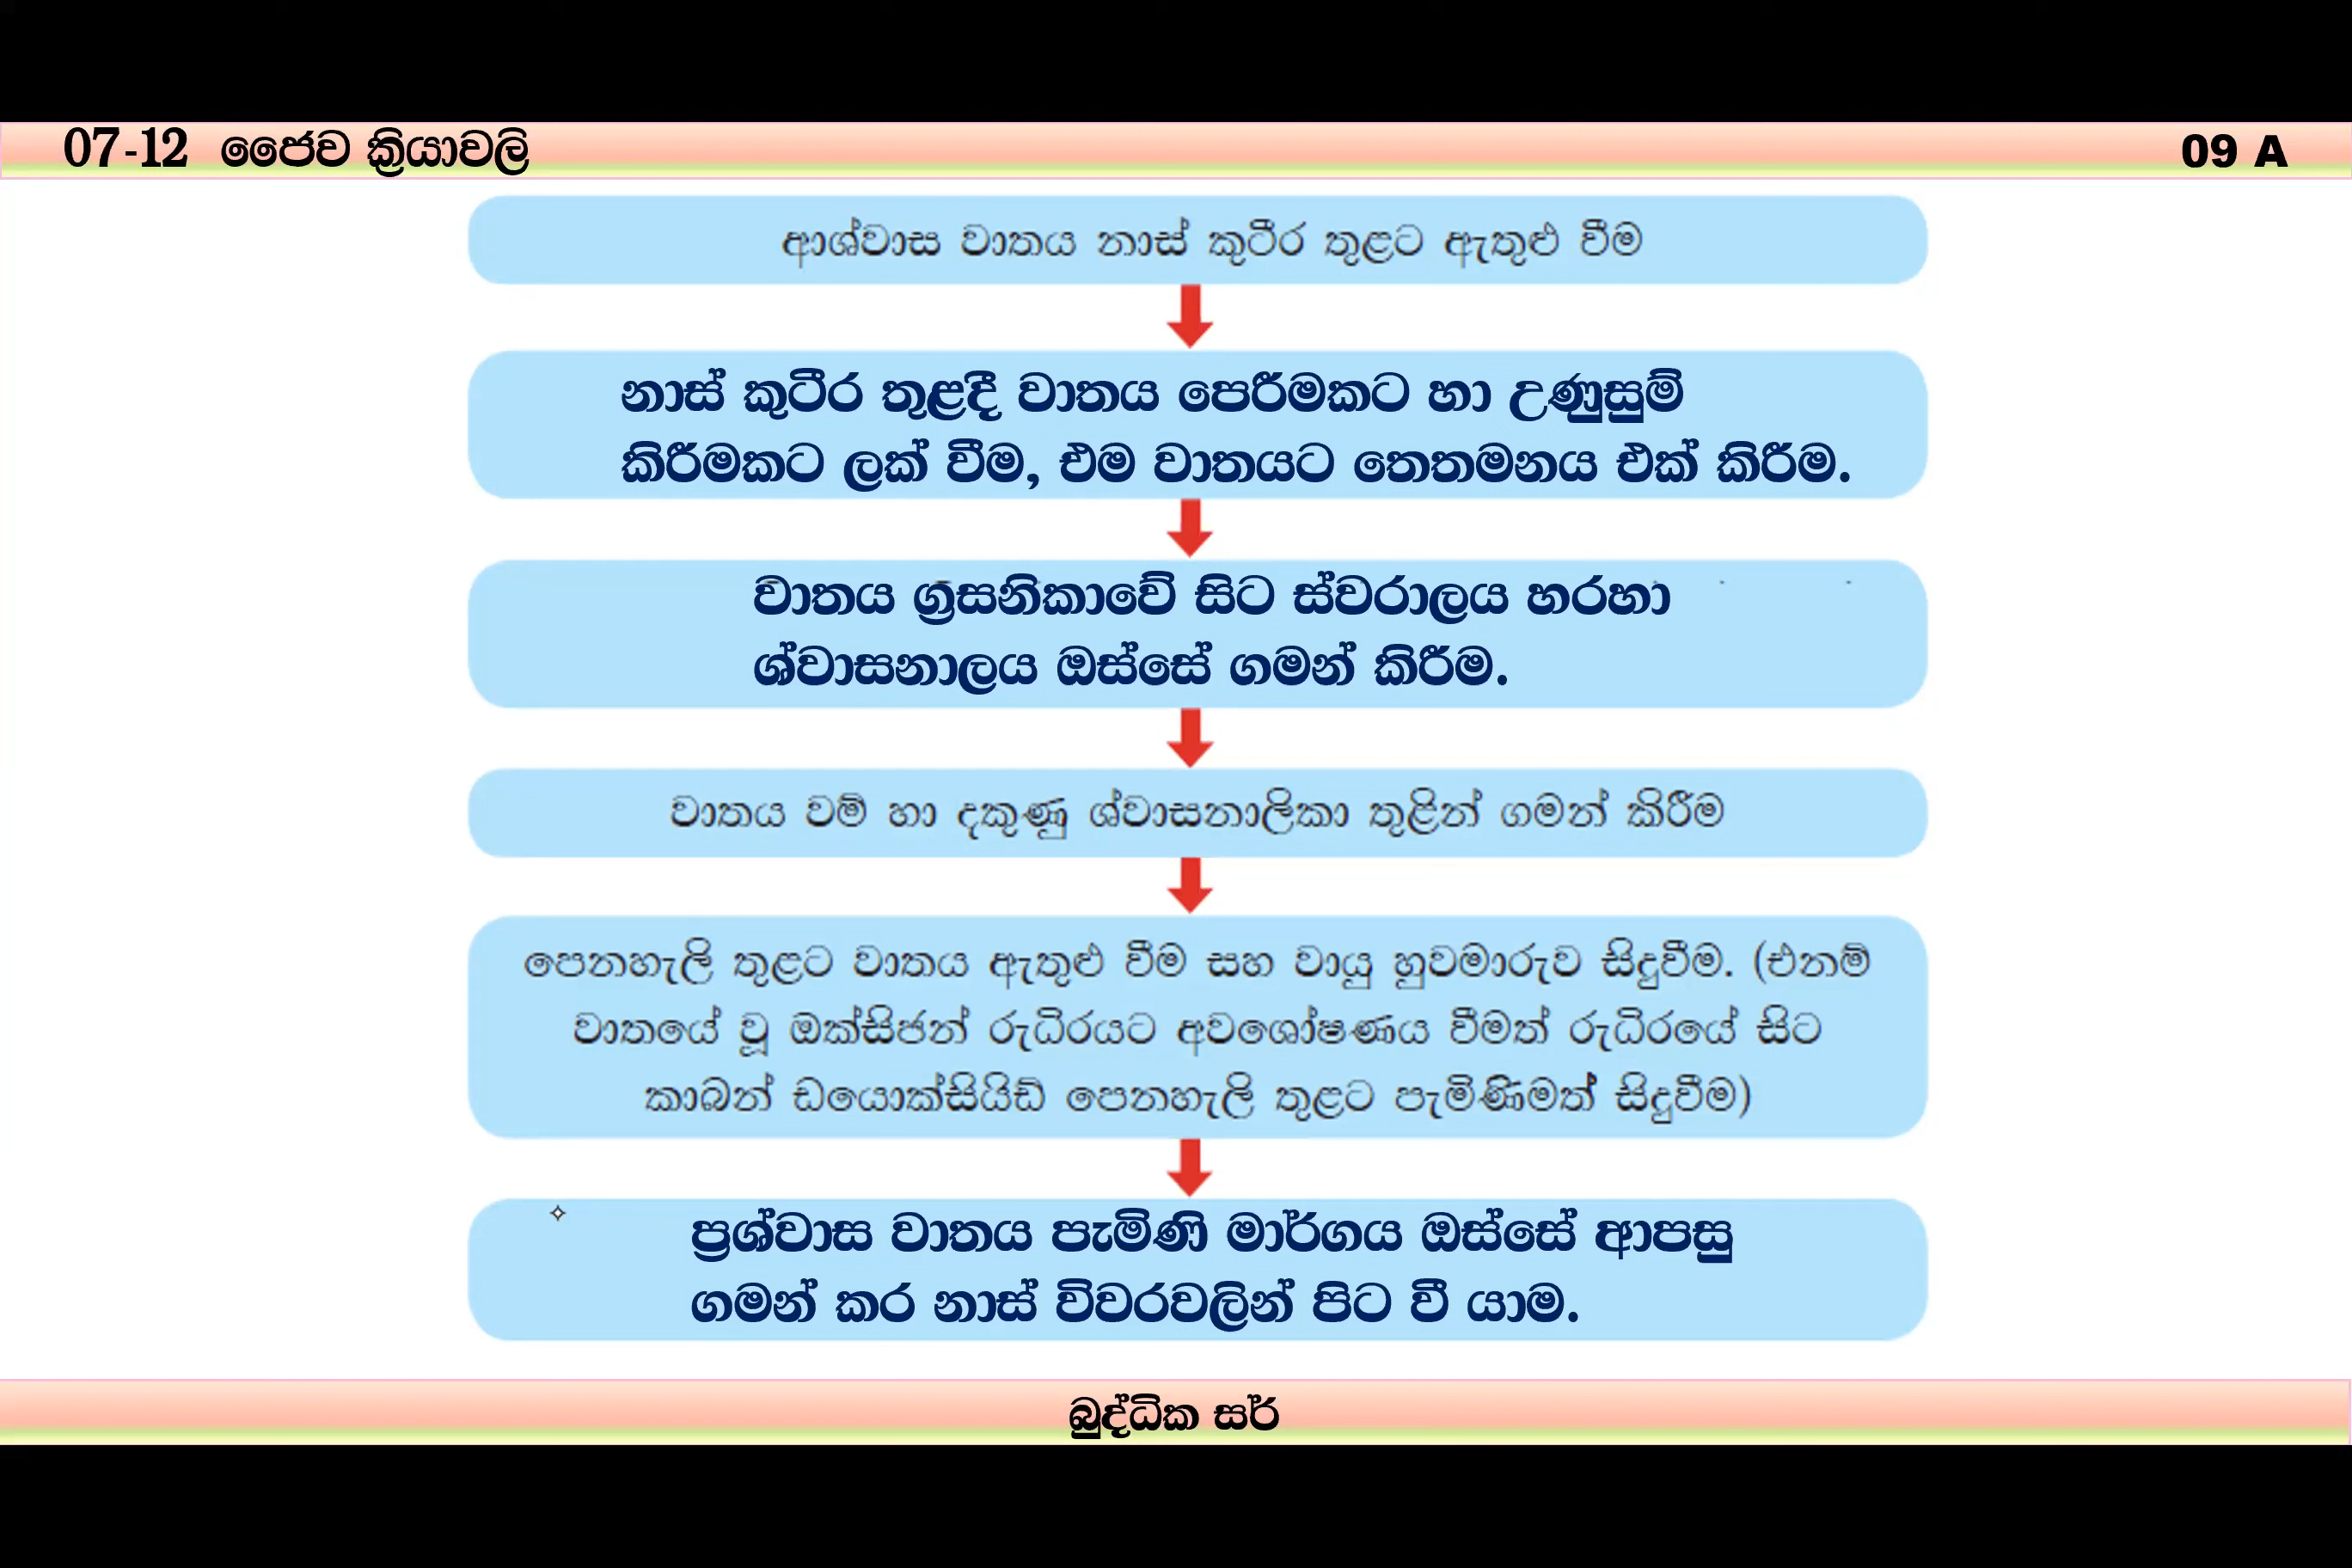 07-12 ජෛව ක්‍රියාවලි
09 A
ආශ්වාස වාතය නාස් කුටීර තුළට ඇතුළු වීම
නාස් කුටීර තුළදී වාතය පෙරීමකට හා උණුසුම්
කිරීමකට ලක් වීම, එම වාතයට තෙතමනය එක් කිරීම.
වාතය ග්‍රසනිකාවේ සිට ස්වරාලය හරහා
ශ්වාසනාලය ඔස්සේ ගමන් කිරීම.
වාතය වම් හා දකුණු ශ්වාසනාලිකා තුළින් ගමන් කිරීම
පෙනහැලි තුළට වාතය ඇතුළු වීම සහ වායු හුවමාරුව සිදුවීම. (එනම්
වාතයේ වූ ඔක්සිජන් රුධිරයට අවශෝෂණය වීමත් රුධිරයේ සිට
කාබන් ඩයොක්සියිඩ් පෙනහැලි තුළට පැමිණිමත් සිදුවීම)
ප්‍රශ්වාස වාතය පැමිණි මාර්ගය ඔස්සේ ආපසු
ගමන් කර නාස් විවරවලින් පිට වී යාම.
බුද්ධික සර්